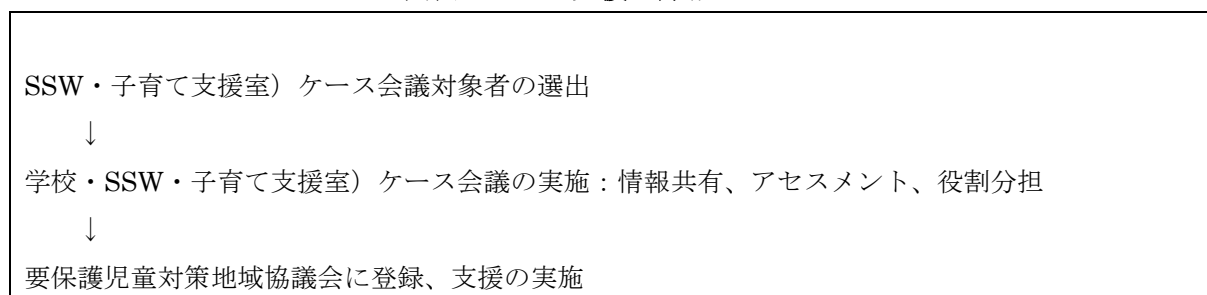 SSW・子育て支援室）ケース会議対象者の選出
↓
学校・SSW・子育て支援室）ケース会議の実施：情報共有、アセスメント、役割分担
↓
要保護児童対策地域協議会に登録、支援の実施